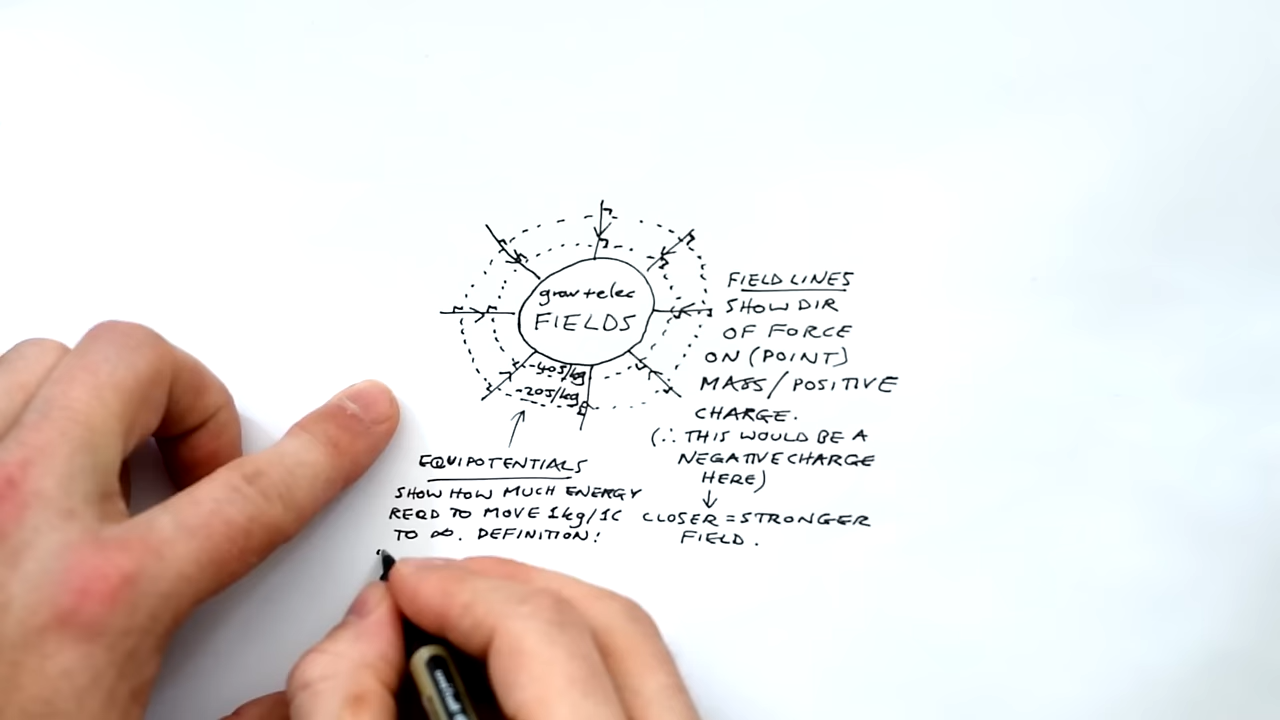 grav + elec
FIELDS
-40J/kg
-20J/kg
FIELD LINES
SHOW DIR
OF FORCE
ON (POINT)
MASS/POSITIVE
CHARGE.
(∴ THIS WOULD BE A
NEGATIVE CHARGE
HERE)
CLOSER = STRONGER
FIELD.
EQUIPOTENTIALS
SHOW HOW MUCH ENERGY
REQD TO MOVE 1kg/1C
TO ∞. DEFINITION: